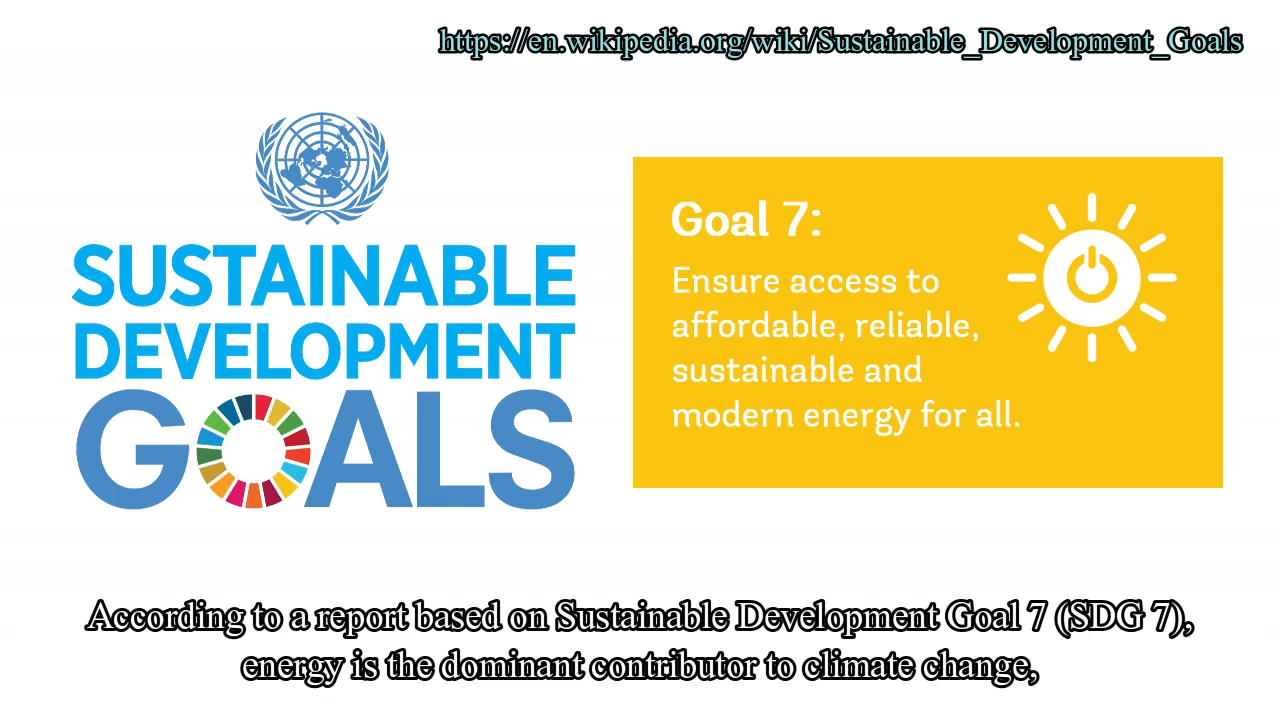 https://en.wikipedia.org/wiki/Sustainable_Development_Goals
SUSTAINABLE
DEVELOPMENT
GOALS
Goal 7:
Ensure access to
affordable, reliable,
sustainable and
modern energy for all.
According to a report based on Sustainable Development Goal 7 (SDG 7),
energy is the dominant contributor to climate change,